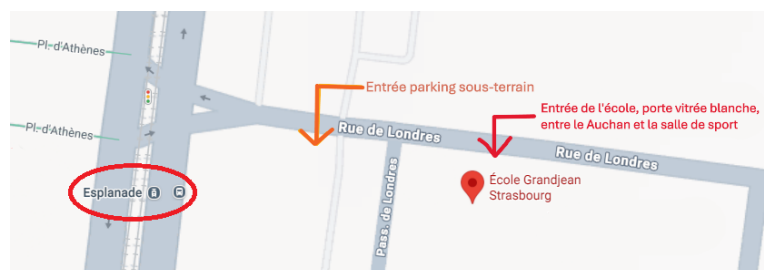 Pl. d'Athènes
Entrée parking sous-terrain
Entrée de l'école, porte vitrée blanche,
entre le Auchan et la salle de sport
Pl. d'Athènes
Rue de Londres
Rue de Londres
Esplanade
École Grandjean
Strasbourg
Pass. de Londres